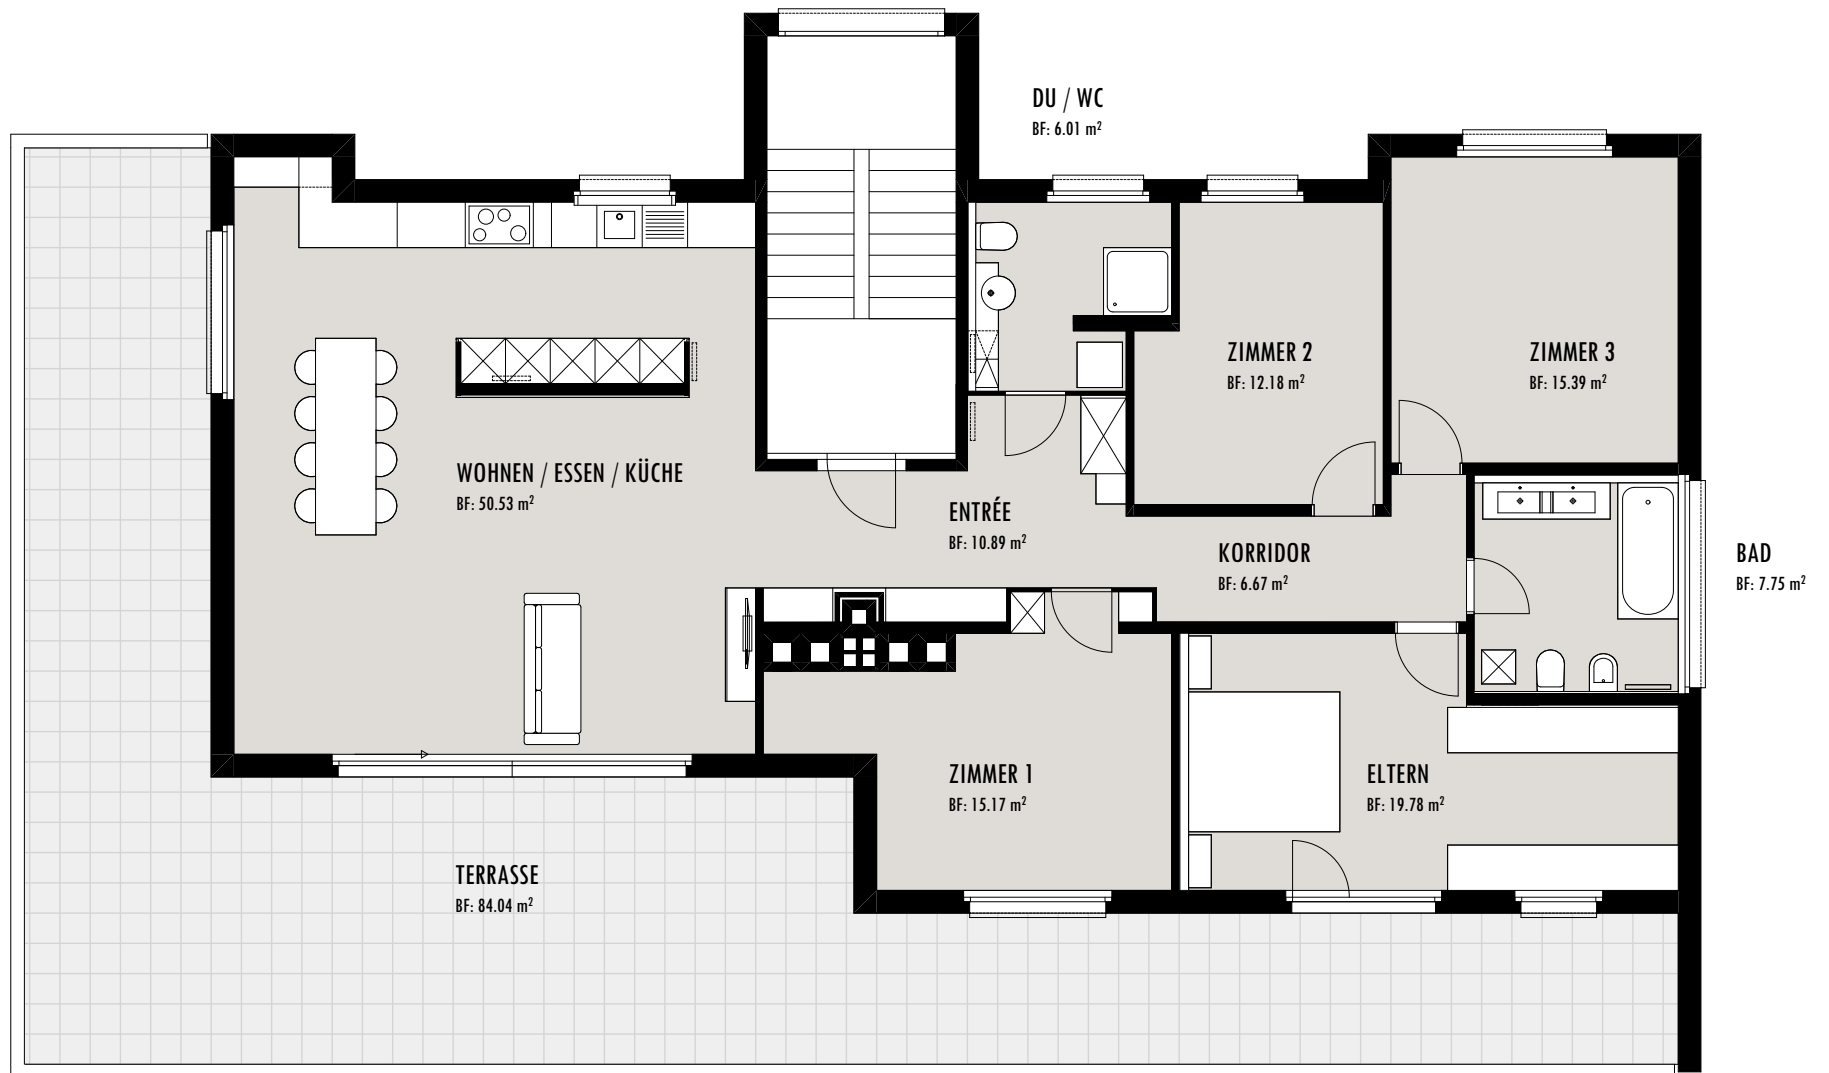 DU / WC
BF: 6.01 m²
ZIMMER 2
BF: 12.18 m²
ZIMMER 3
BF: 15.39 m²
WOHNEN / ESSEN / KÜCHE
BF: 50.53 m²
ENTRÉE
BF: 10.89 m²
KORRIDOR
BF: 6.67 m²
BAD
BF: 7.75 m²
ZIMMER 1
BF: 15.17 m²
ELTERN
BF: 19.78 m²
TERRASSE
BF: 84.04 m²